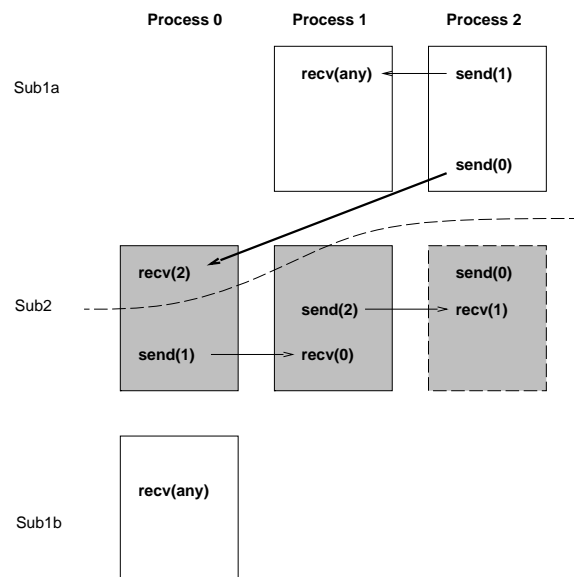 Process 0 Process 1 Process 2
Sub1a recv(any) send(1)
send(0)
recv(2) send(0)
Sub2 send(2) recv(1)
send(1) recv(0)
recv(any)
Sub1b